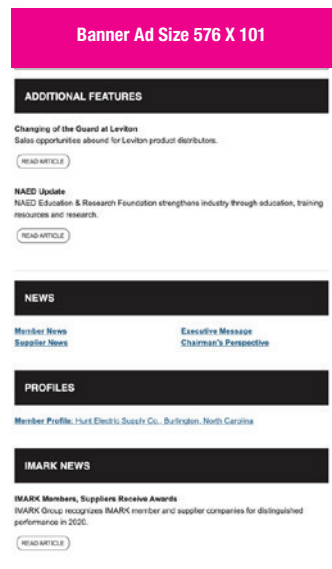 Banner Ad Size 576 X 101
ADDITIONAL FEATURES
Changing of the Guard at Leviton
Sales opportunities abound for Leviton product distributors.
READ ARTICLE
NAED Update
NAED Education & Research Foundation strengthens industry through education, training
resources and research.
READ ARTICLE
NEWS
Member News
Executive Message
Supplier News
Chairman's Perspective
PROFILES
Member Profile: Hunt Electric Supply Co., Burlington, North Carolina
IMARK NEWS
IMARK Members, Suppliers Receive Awards
IMARK Group recognizes IMARK member and supplier companies for distinguished
performance in 2020.
READ ARTICLE